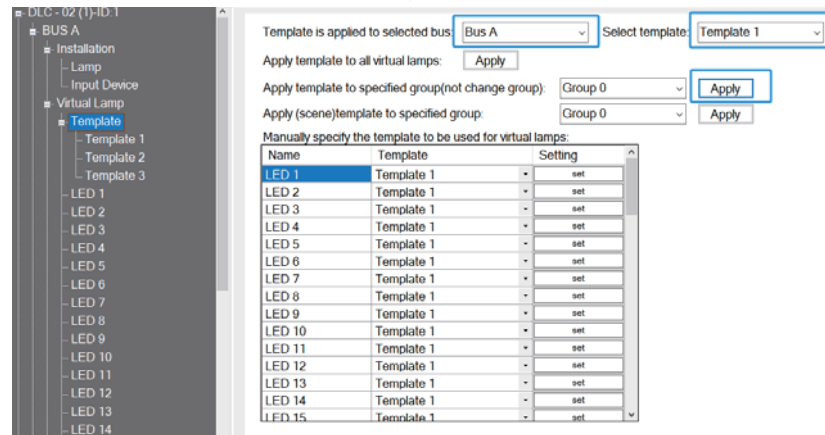 DLC - 02 (1)-ID:1
BUS A
Installation
Lamp
Input Device
Virtual Lamp
Template
Template 1
Template 2
Template 3
LED 1
LED 2
LED 3
LED 4
LED 5
LED 6
LED 7
LED 8
LED 9
LED 10
LED 11
LED 12
LED 13
LED 14
Template is applied to selected bus: Bus A Select template: Template 1
Apply template to all virtual lamps: Apply
Apply template to specified group(not change group): Group 0 Apply
Apply (scene)template to specified group: Group 0 Apply
Manually specify the template to be used for virtual lamps:
Name Template Setting
LED 1 Template 1 set
LED 2 Template 1 set
LED 3 Template 1 set
LED 4 Template 1 set
LED 5 Template 1 set
LED 6 Template 1 set
LED 7 Template 1 set
LED 8 Template 1 set
LED 9 Template 1 set
LED 10 Template 1 set
LED 11 Template 1 set
LED 12 Template 1 set
LED 13 Template 1 set
LED 14 Template 1 set
LED 15 Template 1 set